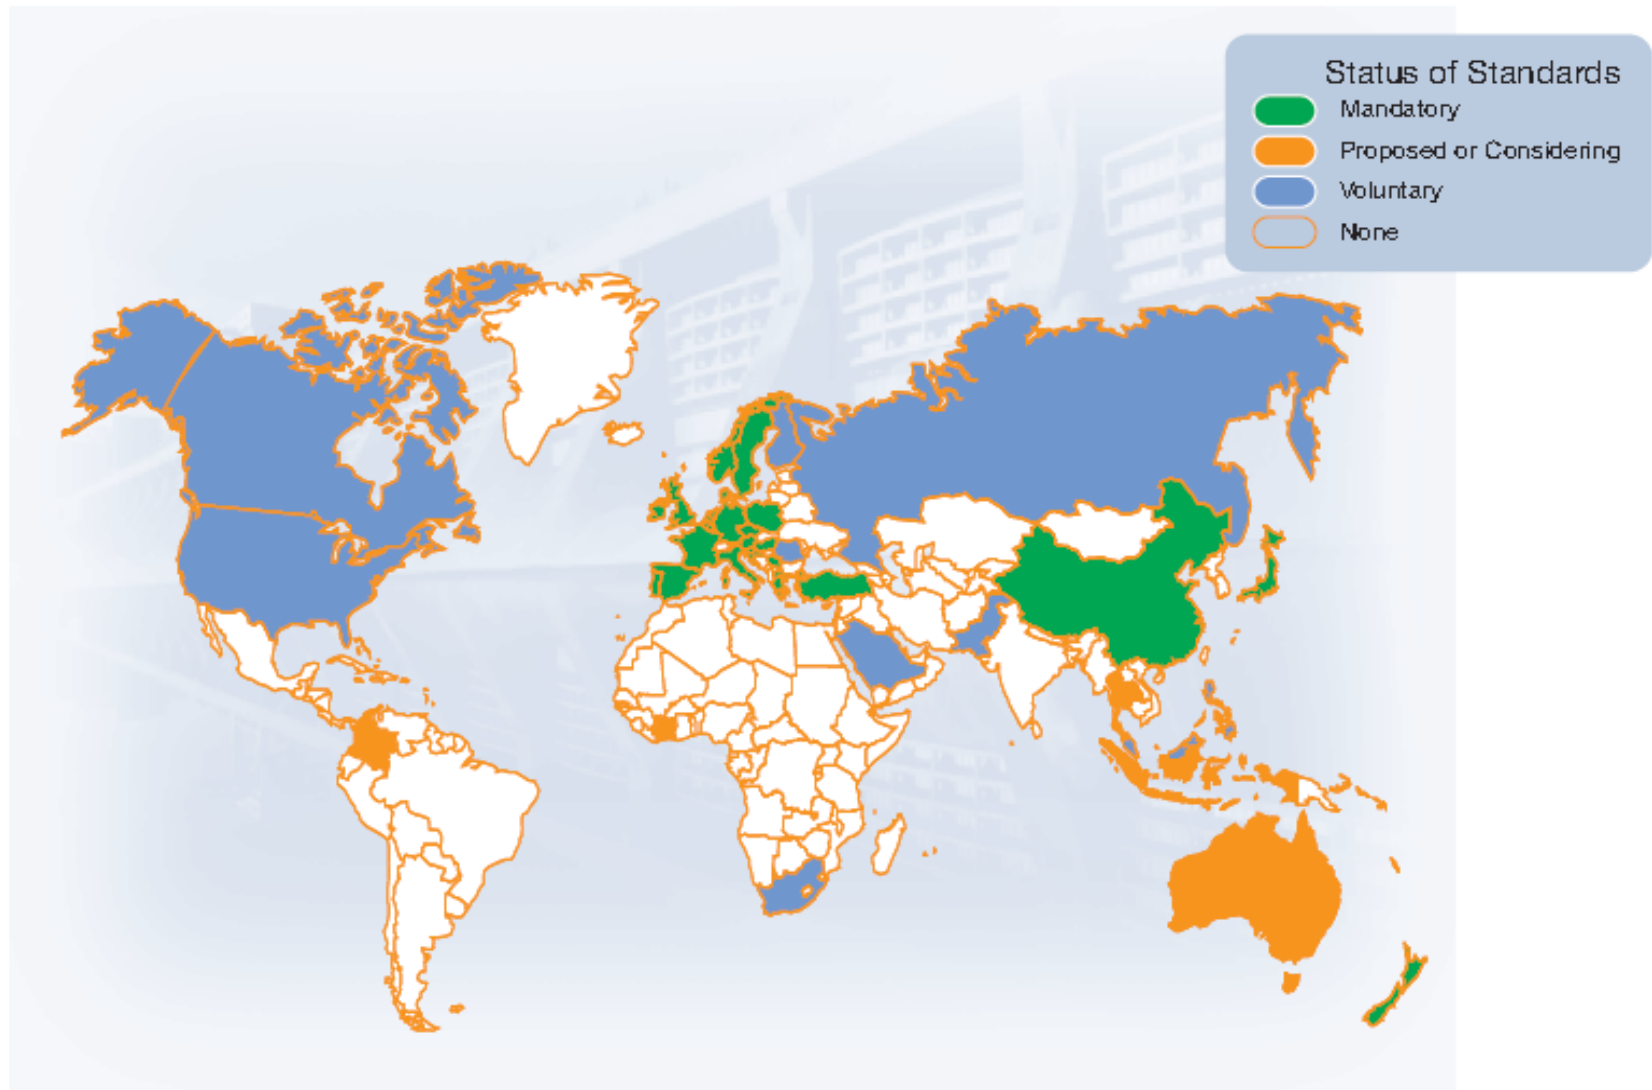 Status of Standards
Mandatory
Proposed or Considering
Voluntary
None